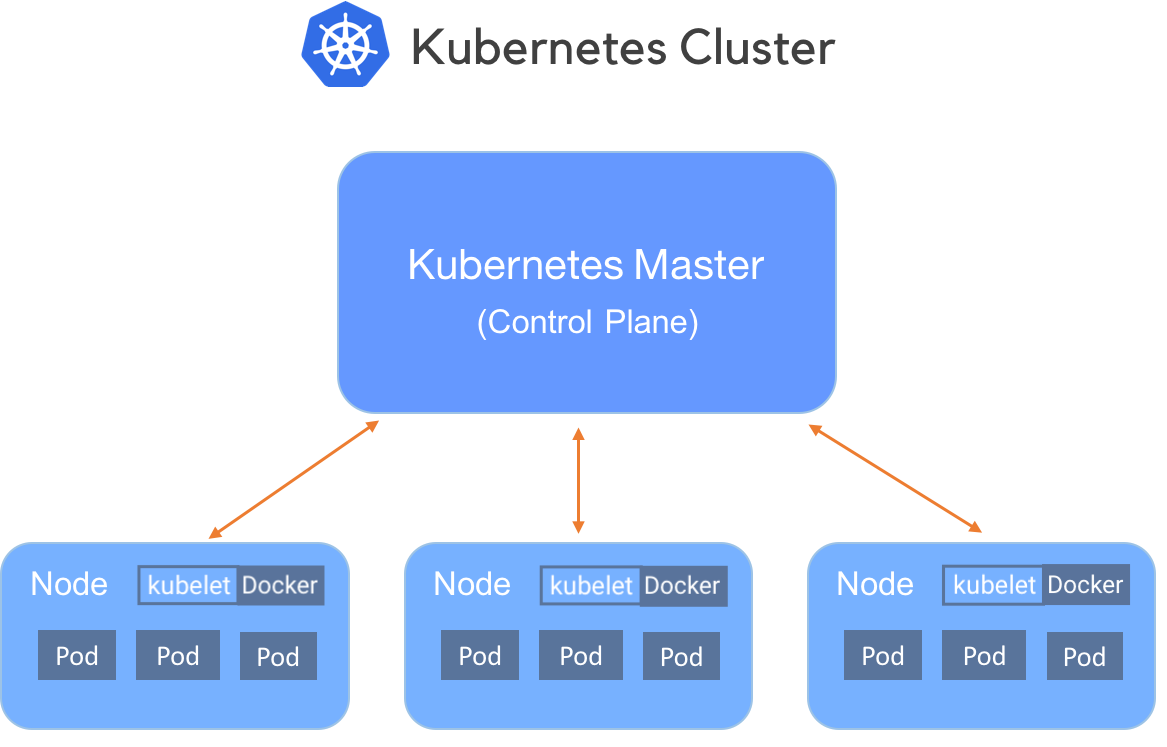 Kubernetes Cluster
Kubernetes Master
(Control Plane)
Node kubelet Docker
Pod Pod Pod
Node kubelet Docker
Pod Pod Pod
Node kubelet Docker
Pod Pod Pod